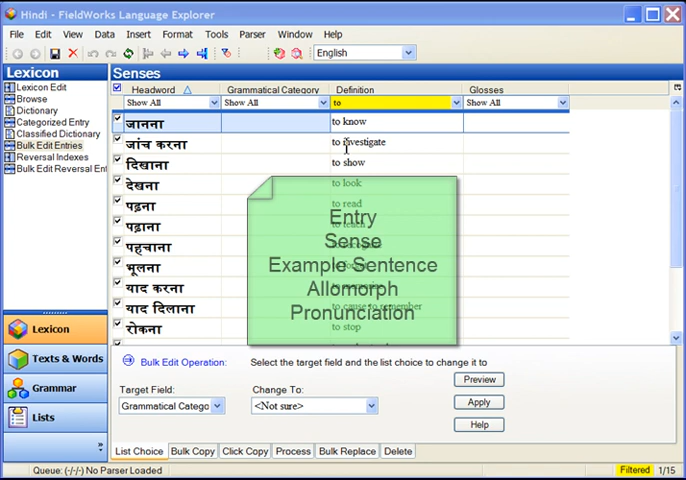 Hindi - FieldWorks Language Explorer
File Edit View Data Insert Format Tools Parser Window Help
English
Lexicon
Lexicon Edit
Browse
Dictionary
Categorized Entry
Classified Dictionary
Bulk Edit Entries
Reversal Indexes
Bulk Edit Reversal Ent
Lexicon
Texts & Words
Grammar
Lists
Senses
Headword Grammatical Category Definition Glosses
Show All Show All to Show All
जानना to know
जांच करना to investigate
दिखाना to show
देखना to look
पढ़ना to read
पढ़ाना to teach
पहचाना
भूलना
याद करना
याद दिलाना to cause to remember
रोकना to stop
Entry
Sense
Example Sentence
Allomorph
Pronunciation
Bulk Edit Operation: Select the target field and the list choice to change it to
Target Field: Change To:
Grammatical Catego <Not sure>
Preview
Apply
Help
List Choice Bulk Copy Click Copy Process Bulk Replace Delete
Queue: (-/-/-) No Parser Loaded Filtered 1/15